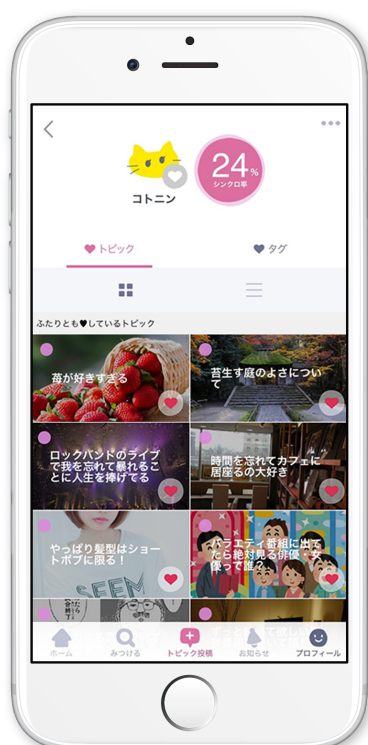 24%
シンクロ率
コトニン
トピック
タグ
ふたりとも♥しているトピック
苺が好きすぎる
苔生す庭のよさについ
て
ロックバンドのライブ
で我を忘れて暴れるこ
とに人生を捧げてる
時間を忘れてカフェに
居座るの大好き
やっぱり髪型はショー
トボブに限る！
バラエティ番組に出て
たら絶対見る俳優・女
優って誰？
SEEM
ホーム
みつける
トピック投稿
お知らせ
プロフィール